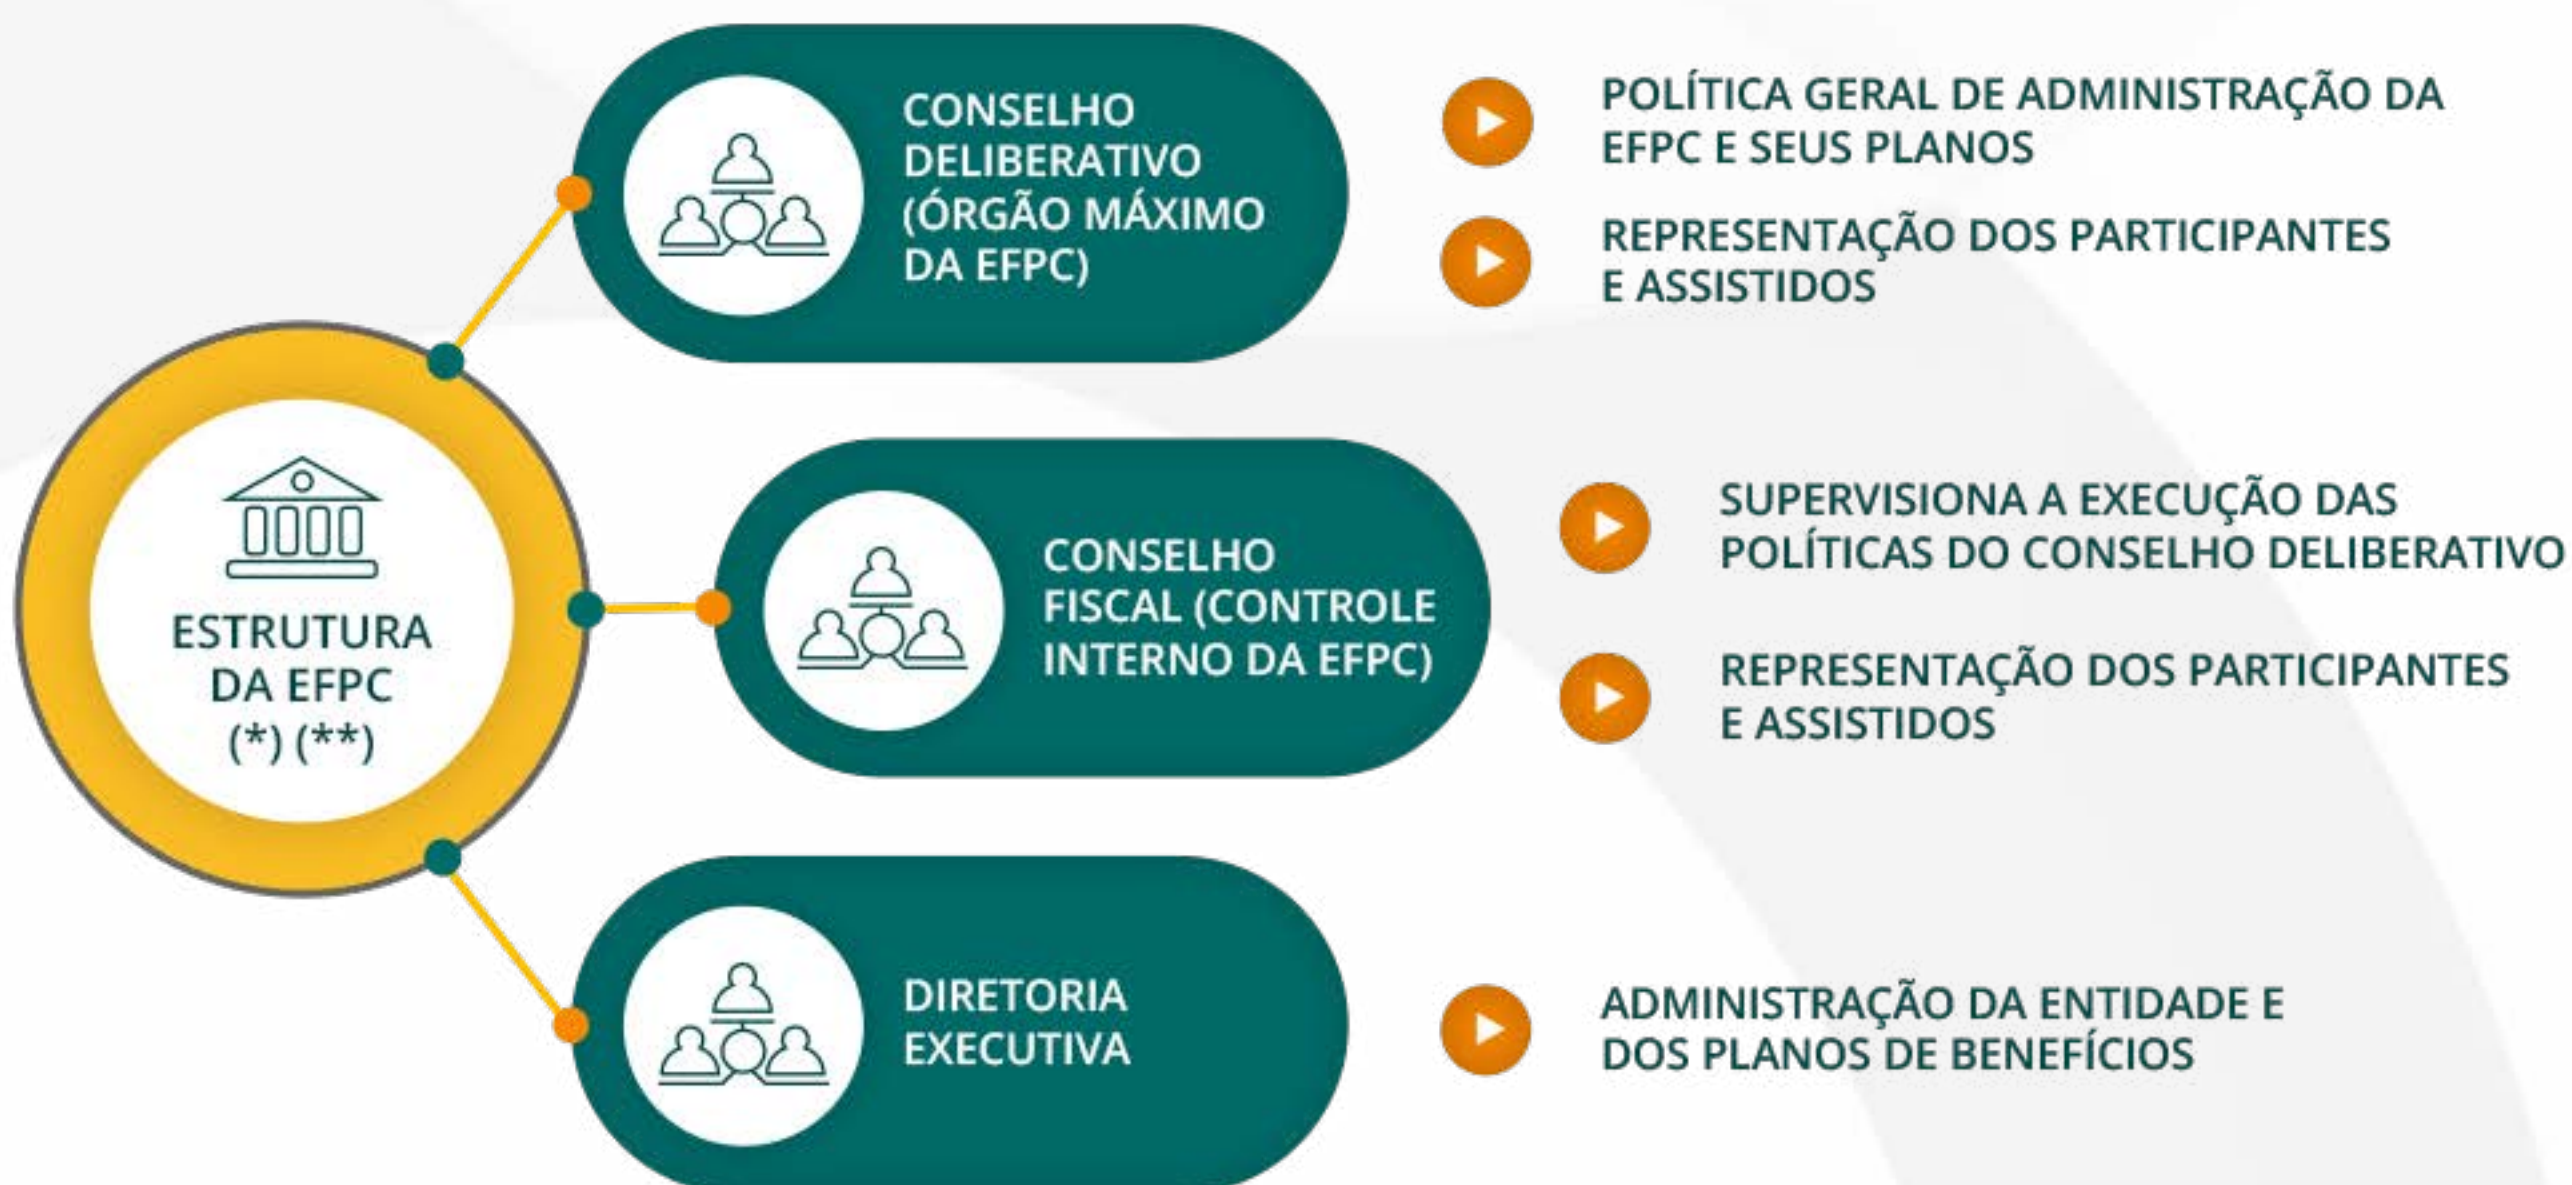 ESTRUTURA
DA EFPC
(*) (**)
CONSELHO
DELIBERATIVO
(ÓRGÃO MÁXIMO
DA EFPC)
POLÍTICA GERAL DE ADMINISTRAÇÃO DA
EFPC E SEUS PLANOS
REPRESENTAÇÃO DOS PARTICIPANTES
E ASSISTIDOS
CONSELHO
FISCAL (CONTROLE
INTERNO DA EFPC)
SUPERVISIONA A EXECUÇÃO DAS
POLÍTICAS DO CONSELHO DELIBERATIVO
REPRESENTAÇÃO DOS PARTICIPANTES
E ASSISTIDOS
DIRETORIA
EXECUTIVA
ADMINISTRAÇÃO DA ENTIDADE E
DOS PLANOS DE BENEFÍCIOS